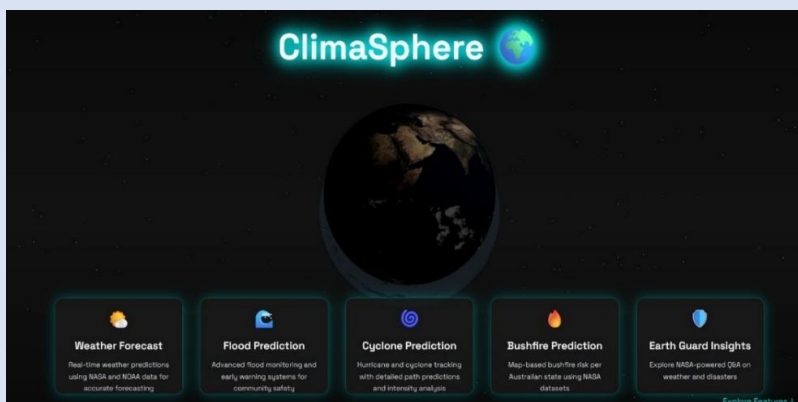 ClimaSphere
Weather Forecast
Real-time weather predictions
using NASA and NOAA data for
accurate forecasting
Flood Prediction
Advanced flood monitoring and
early warning systems for
community safety
Cyclone Prediction
Hurricane and cyclone tracking
with detailed path predictions
and intensity analysis
Bushfire Prediction
Map-based bushfire risk per
Australian state using NASA
datasets
Earth Guard Insights
Explore NASA-powered Q&A on
weather and disasters
Explore Features